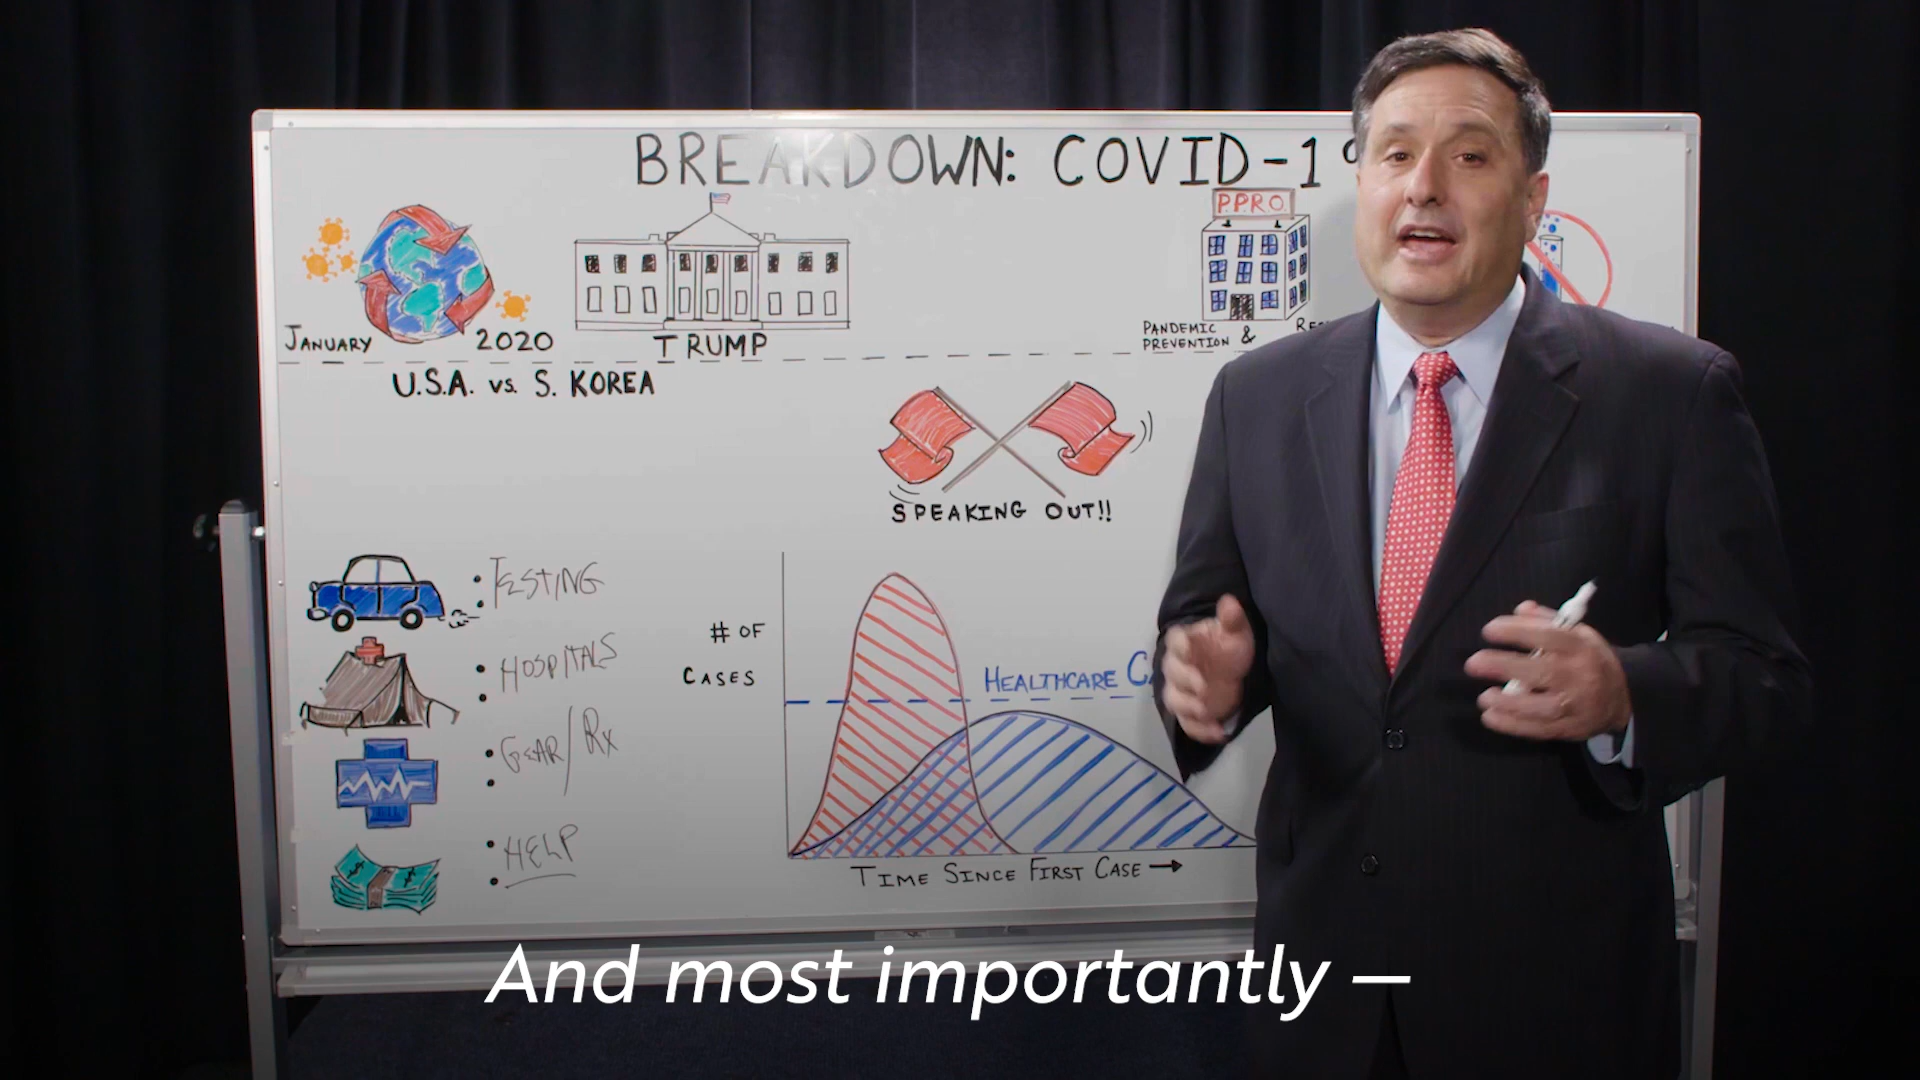 BREAKDOWN: COVID-1
P.P.R.O.
JANUARY 2020
TRUMP
PANDEMIC
PREVENTION &
U.S.A. vs. S. KOREA
SPEAKING OUT!!
• TESTING
• HOSPITALS
• GEAR/Rx
• HELP
# OF
CASES
HEALTHCARE
TIME SINCE FIRST CASE →
And most importantly —